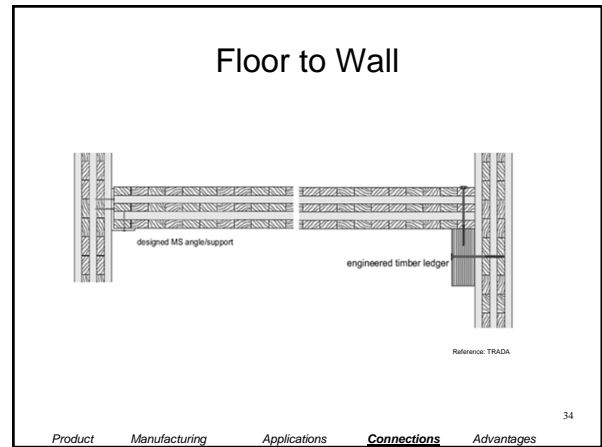 Floor to Wall
designed MS angle/support
engineered timber ledger
Reference: TRADA
34
Product Manufacturing Applications Connections Advantages